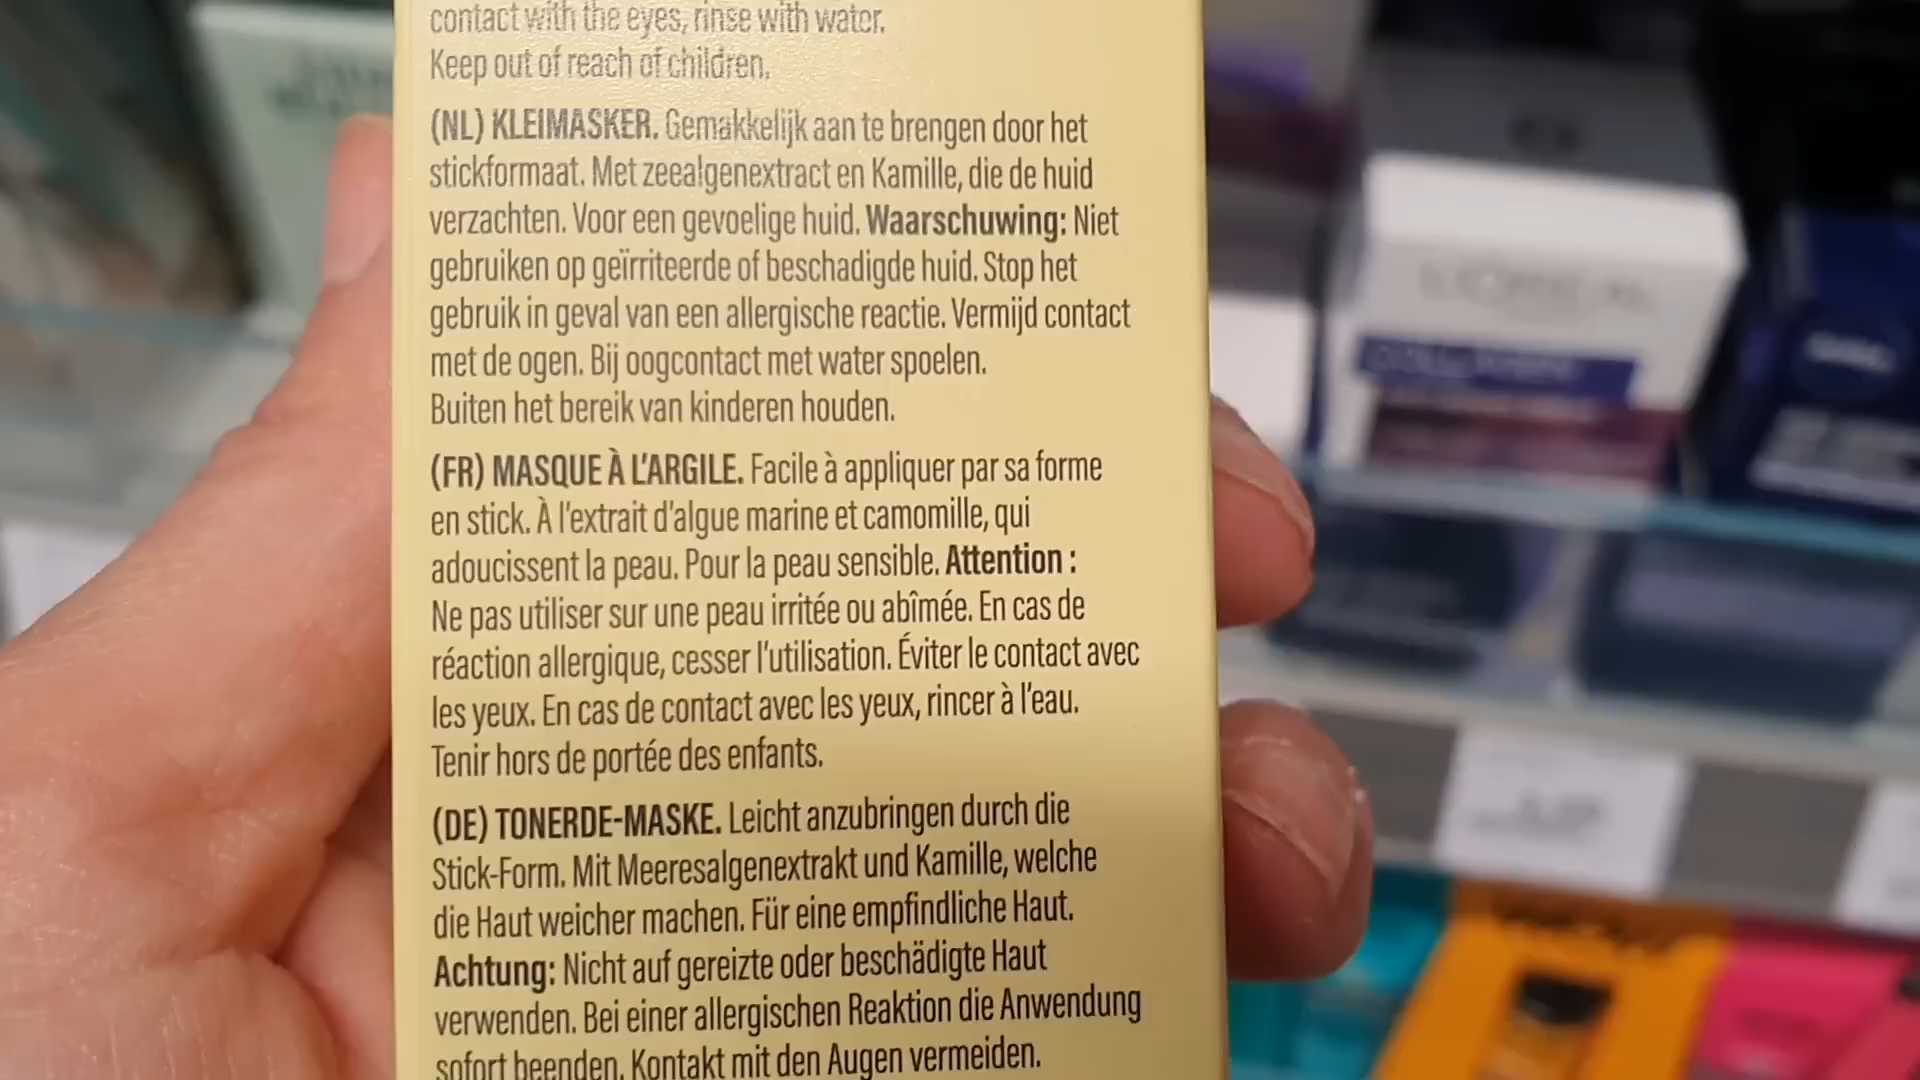 contact with the eyes, rinse with water.
Keep out of reach of children.
(NL) KLEIMASKER. Gemakkelijk aan te brengen door het
stickformaat. Met zeealgenextract en Kamille, die de huid
verzachten. Voor een gevoelige huid. Waarschuwing: Niet
gebruiken op geïrriteerde of beschadigde huid. Stop het
gebruik in geval van een allergische reactie. Vermijd contact
met de ogen. Bij oogcontact met water spoelen.
Buiten het bereik van kinderen houden.
(FR) MASQUE À L'ARGILE. Facile à appliquer par sa forme
en stick. À l'extrait d'algue marine et camomille, qui
adoucissent la peau. Pour la peau sensible. Attention :
Ne pas utiliser sur une peau irritée ou abîmée. En cas de
réaction allergique, cesser l'utilisation. Éviter le contact avec
les yeux. En cas de contact avec les yeux, rincer à l'eau.
Tenir hors de portée des enfants.
(DE) TONERDE-MASKE. Leicht anzubringen durch die
Stick-Form. Mit Meeresalgenextrakt und Kamille, welche
die Haut weicher machen. Für eine empfindliche Haut.
Achtung: Nicht auf gereizte oder beschädigte Haut
verwenden. Bei einer allergischen Reaktion die Anwendung
sofort beenden. Kontakt mit den Augen vermeiden.
L'ORÉAL
COLLAGEN